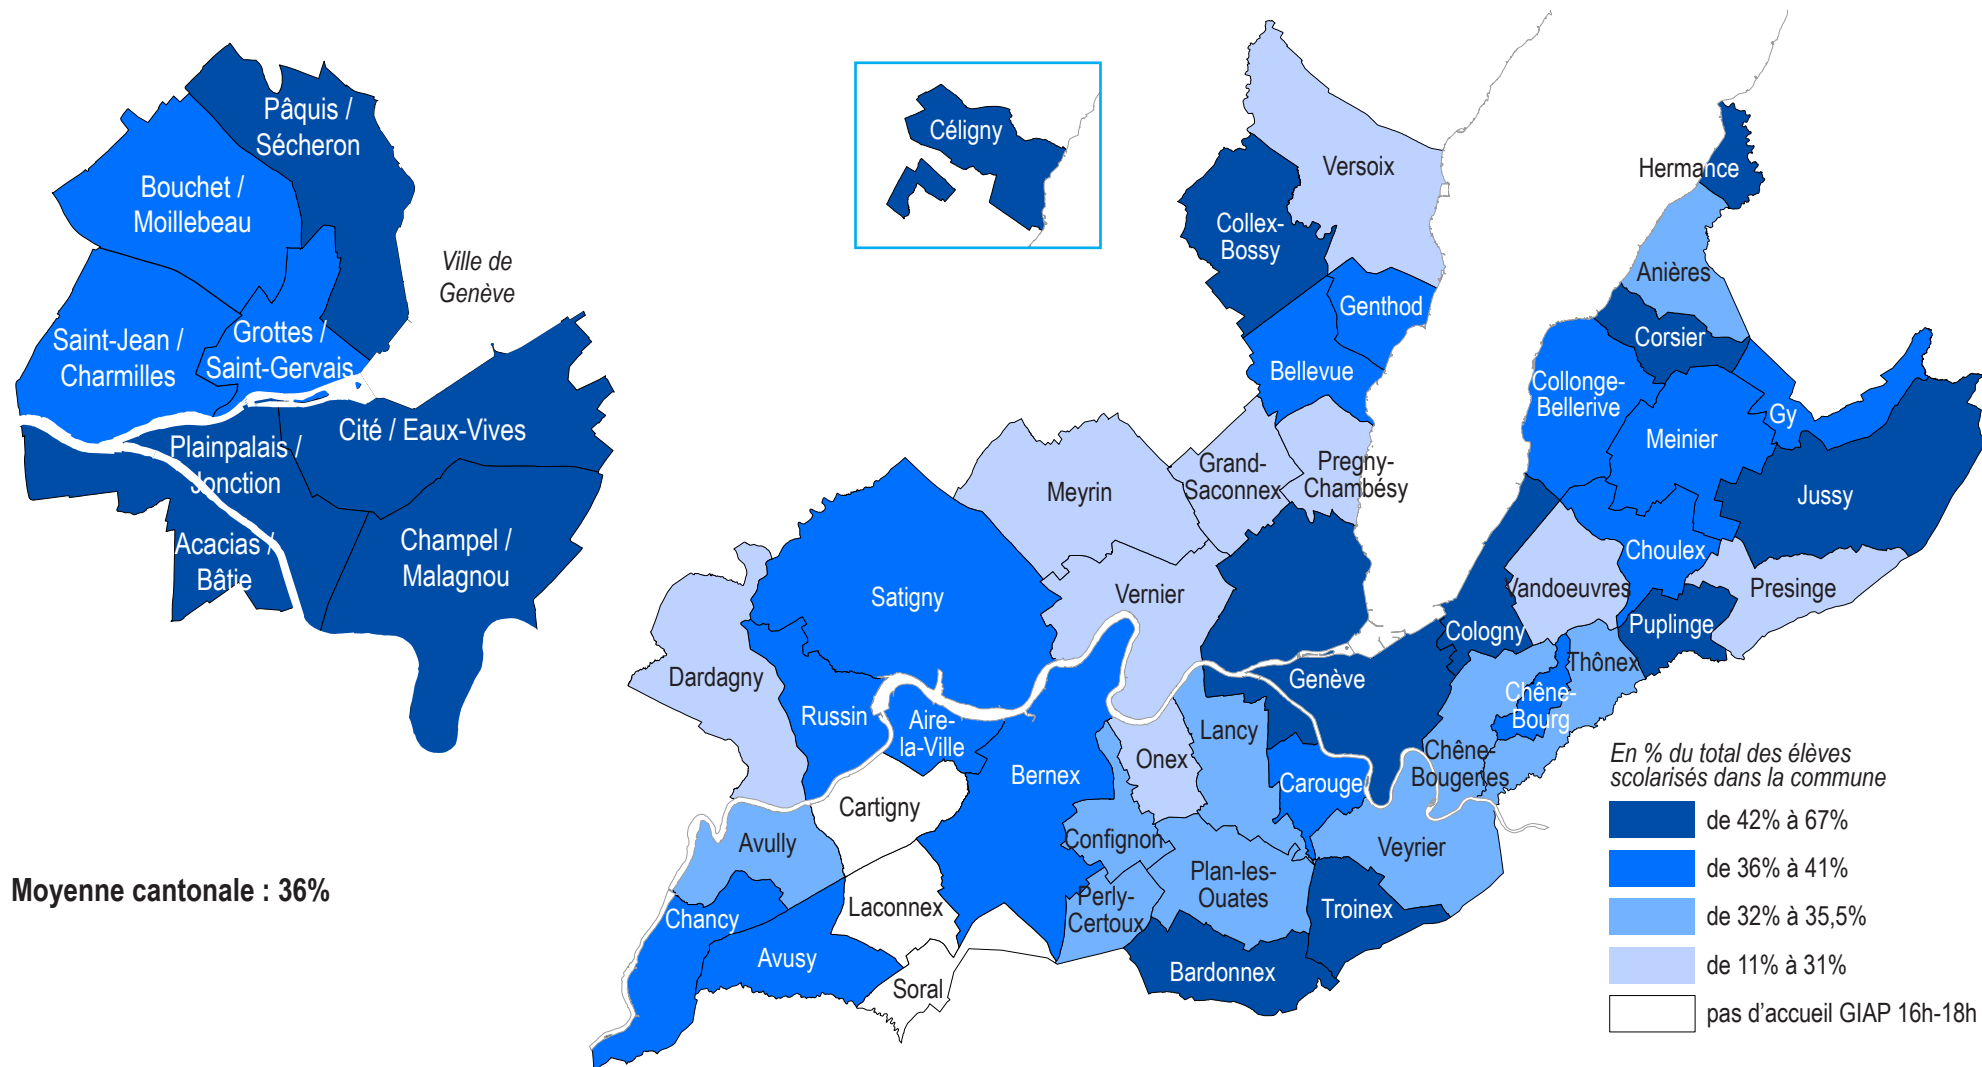 Pâquis /
Sécheron
Bouchet /
Moillebeau
Ville de
Genève
Saint-Jean /
Charmilles
Grottes /
Saint-Gervais
Cité / Eaux-Vives
Plainpalais /
Jonction
Acacias /
Bâtie
Champel /
Malagnou
Moyenne cantonale : 36%
Céligny
Versoix
Collex-
Bossy
Genthod
Bellevue
Hermance
Anières
Corsier
Collonge-
Bellerive
Gy
Meinier
Jussy
Choulex
Presinge
Vandoeuvres
Puplinge
Cologny
Thônex
Chêne-
Bourg
Chêne-
Bougeries
Grand-
Saconnex
Pregny-
Chambésy
Meyrin
Vernier
Satigny
Dardagny
Russin
Aire-
la-Ville
Genève
Lancy
Onex
Bernex
Carouge
Cartigny
Avully
Confignon
Veyrier
Plan-les-
Ouates
Perly-
Certoux
Laconnex
Chancy
Troinex
Avusy
Soral
Bardonnex
En % du total des élèves
scolarisés dans la commune
de 42% à 67%
de 36% à 41%
de 32% à 35,5%
de 11% à 31%
pas d’accueil GIAP 16h-18h